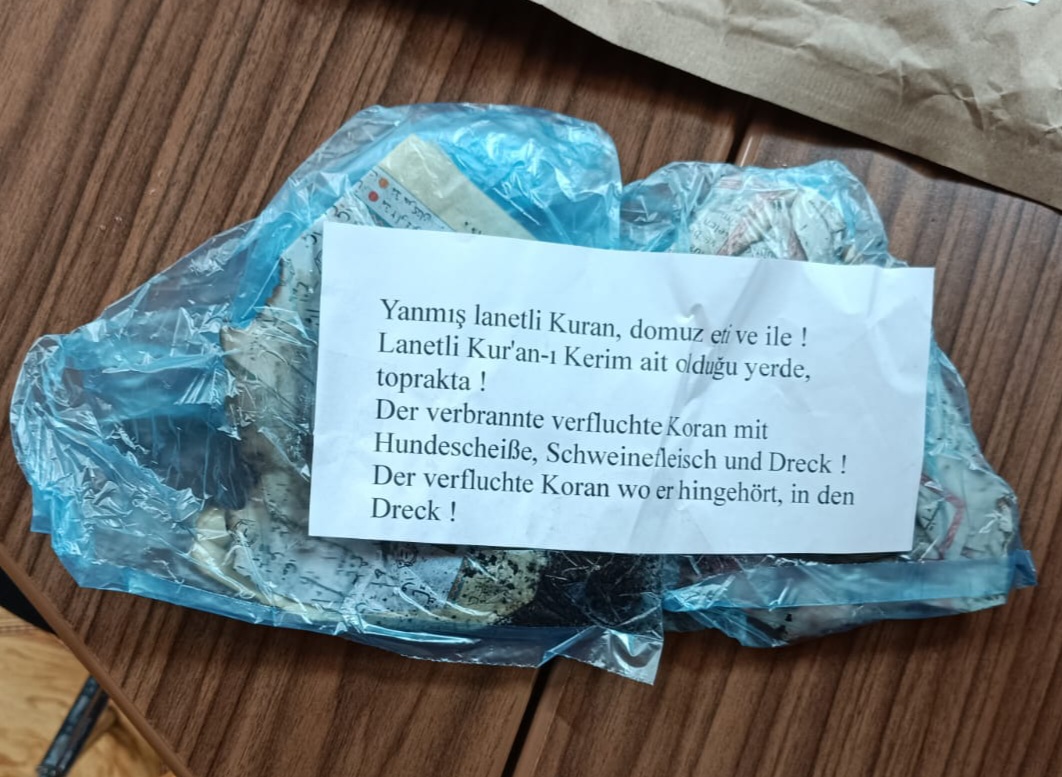 Yanmış lanetli Kuran, domuz eti ve ile !
Lanetli Kur'an-ı Kerim ait olduğu yerde,
toprakta !
Der verbrannte verfluchte Koran mit
Hundescheiße, Schweinefleisch und Dreck !
Der verfluchte Koran wo er hingehört, in den
Dreck !